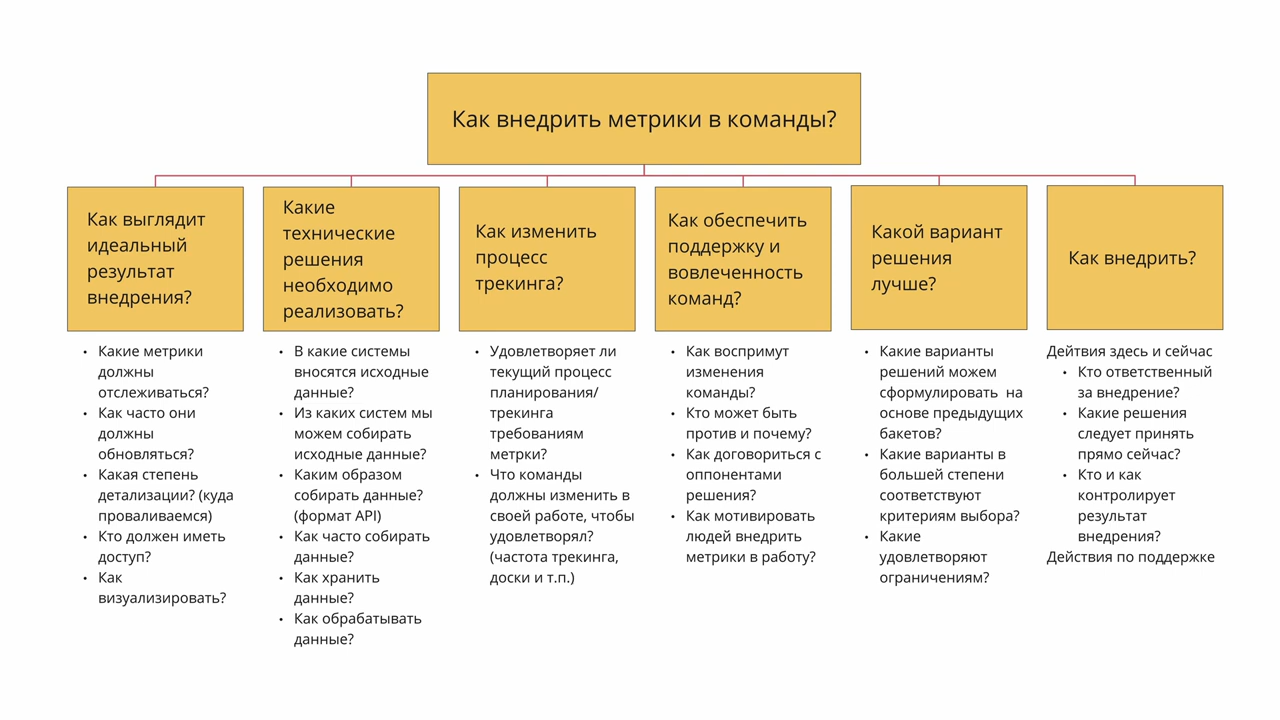 Как внедрить метрики в команды?
Как выглядит
идеальный
результат
внедрения?
• Какие метрики
должны
отслеживаться?
• Как часто они
должны
обновляться?
• Какая степень
детализации? (куда
проваливаемся)
• Кто должен иметь
доступ?
• Как
визуализировать?
Какие
технические
решения
необходимо
реализовать?
• В какие системы
вносятся исходные
данные?
• Из каких систем мы
можем собирать
исходные данные?
• Каким образом
собирать данные?
(формат API)
• Как часто собирать
данные?
• Как хранить
данные?
• Как обрабатывать
данные?
Как изменить
процесс
трекинга?
• Удовлетворяет ли
текущий процесс
планирования/
трекинга
требованиям
метрки?
• Что команды
должны изменить в
своей работе, чтобы
удовлетворял?
(частота трекинга,
доски и т.п.)
Как обеспечить
поддержку и
вовлеченность
команд?
• Как воспримут
изменения
команды?
• Кто может быть
против и почему?
• Как договориться с
оппонентами
решения?
• Как мотивировать
людей внедрить
метрики в работу?
Какой вариант
решения
лучше?
• Какие варианты
решений можем
сформулировать на
основе предыдущих
бакетов?
• Какие варианты в
большей степени
соответствуют
критериям выбора?
• Какие
удовлетворяют
ограничениям?
Как внедрить?
Дейтвия здесь и сейчас
• Кто ответственный
за внедрение?
• Какие решения
следует принять
прямо сейчас?
• Кто и как
контролирует
результат
внедрения?
Действия по поддержке